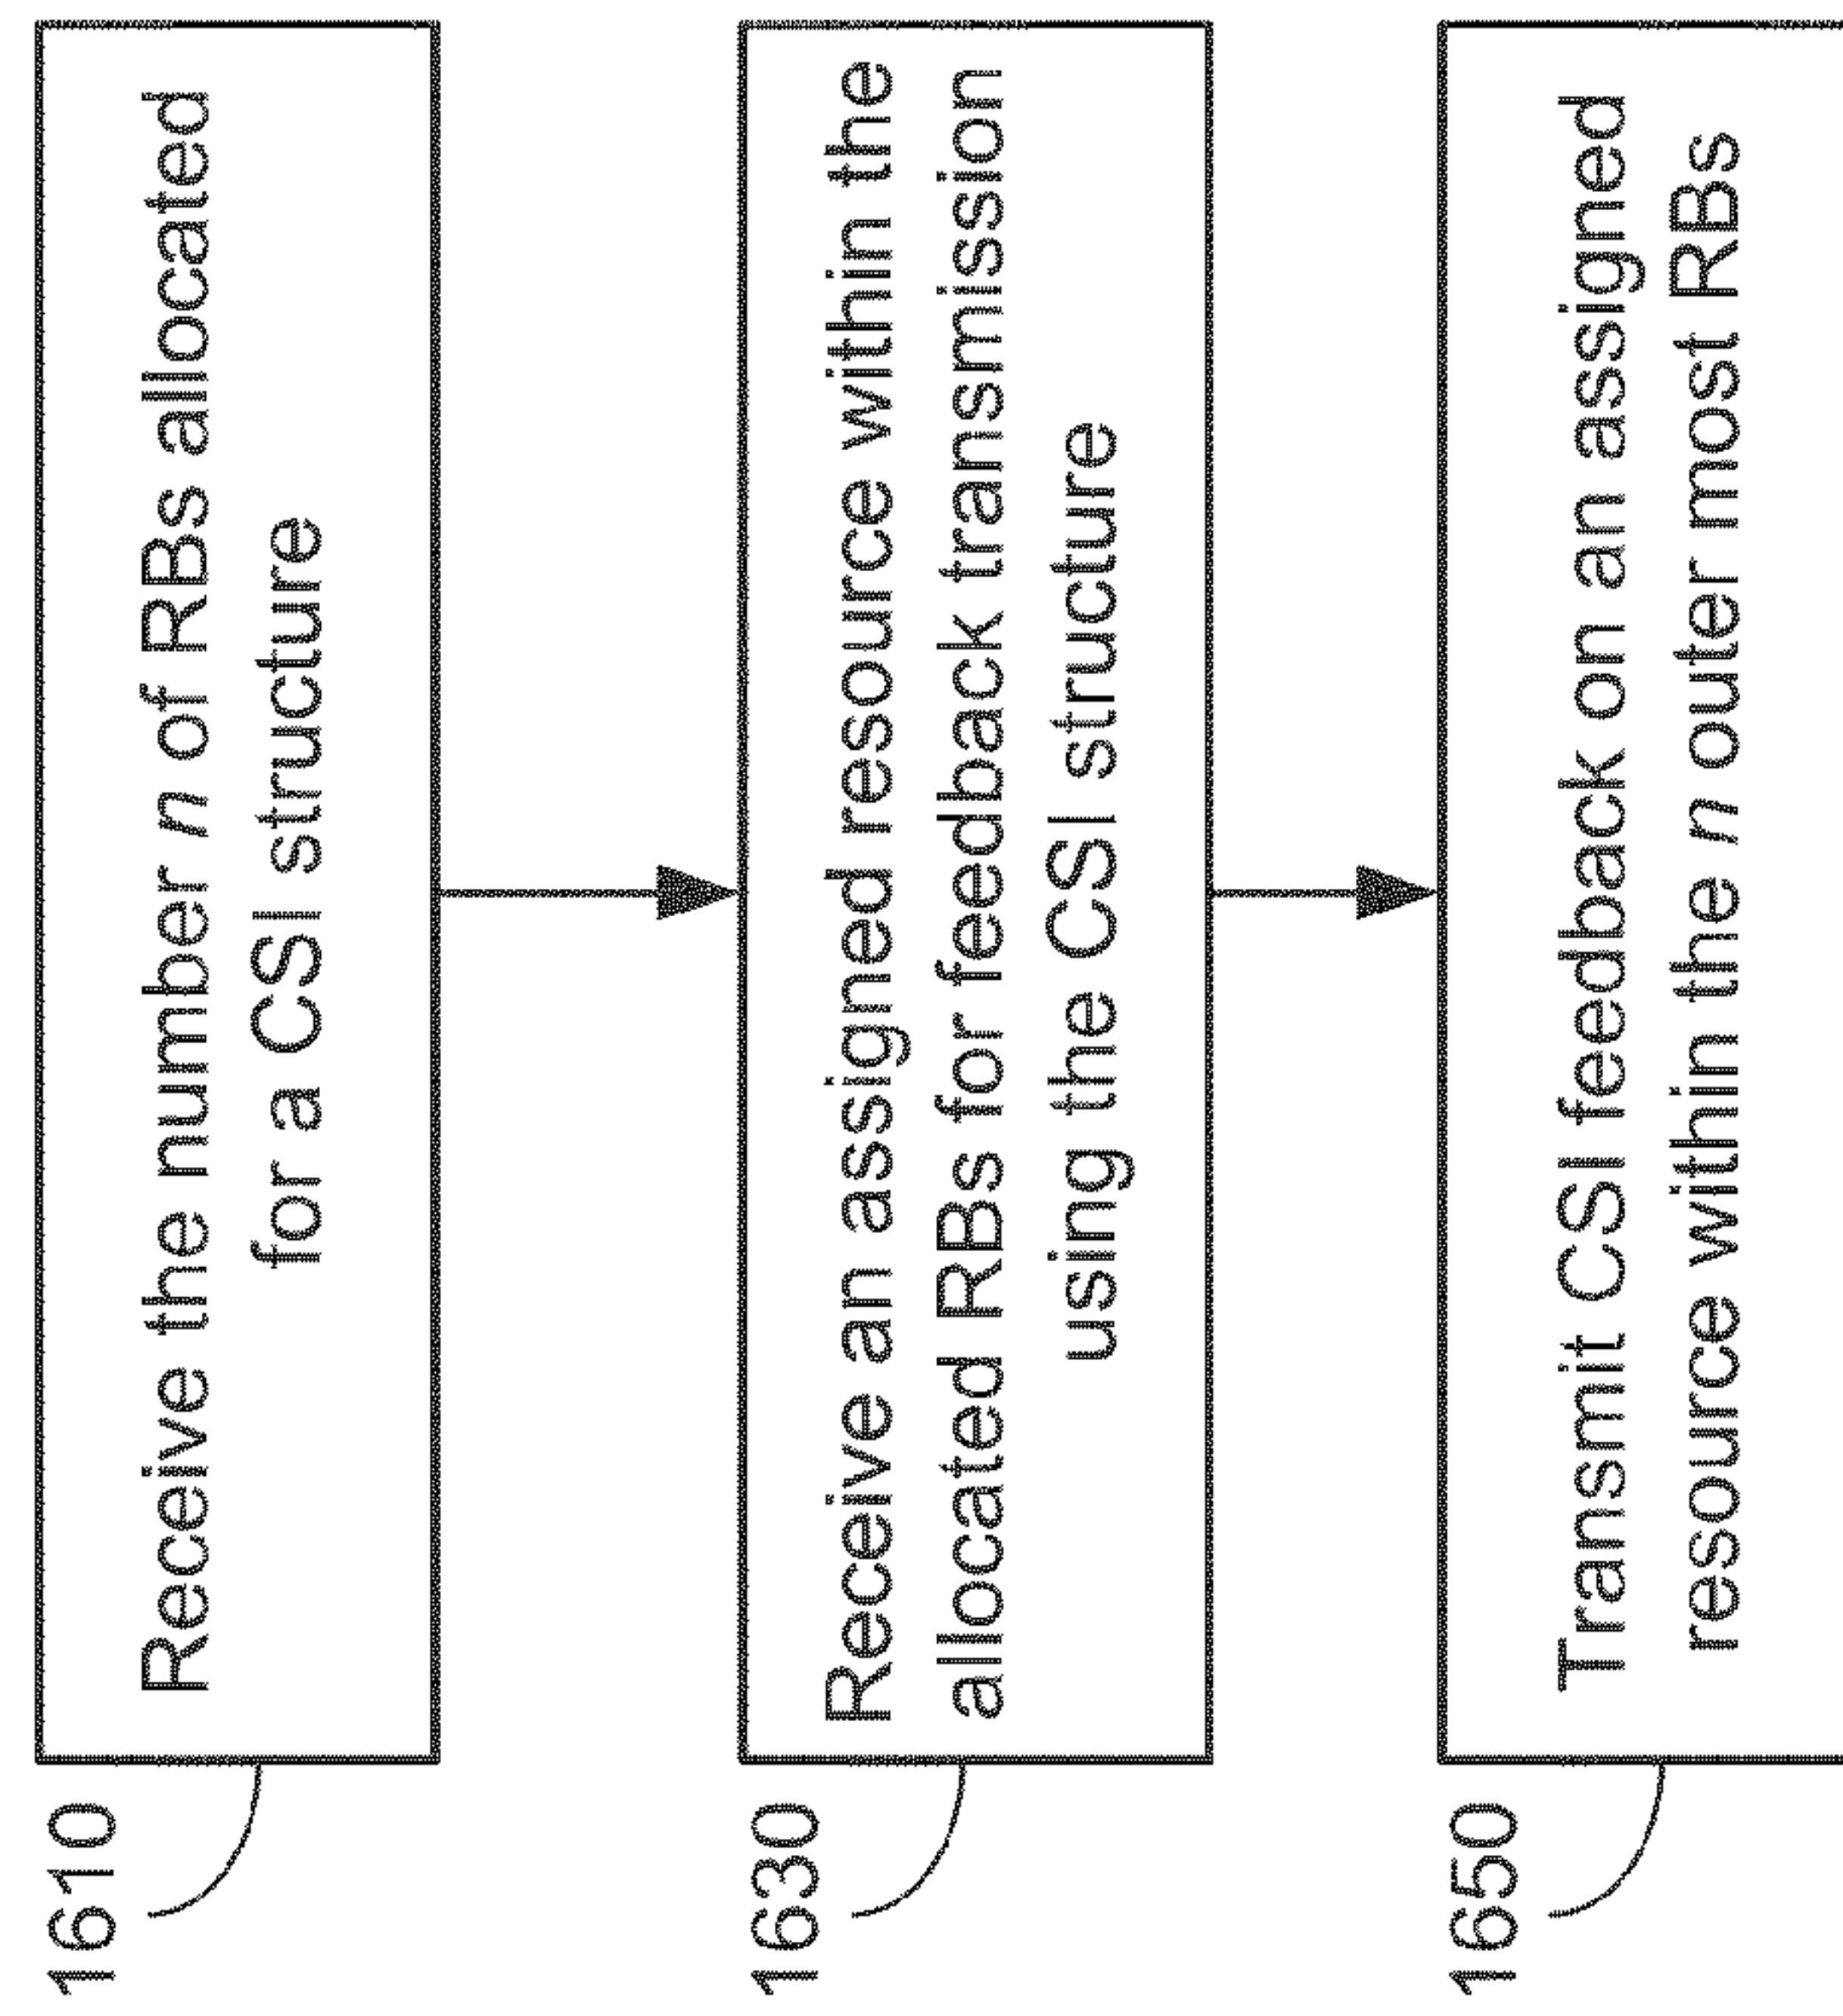 1610
Receive the number n of RBs allocated
for a CSI structure
1630
Receive an assigned resource within the
allocated RBs for feedback transmission
using the CSI structure
1650
Transmit CSI feedback on an assigned
resource within the n outer most RBs